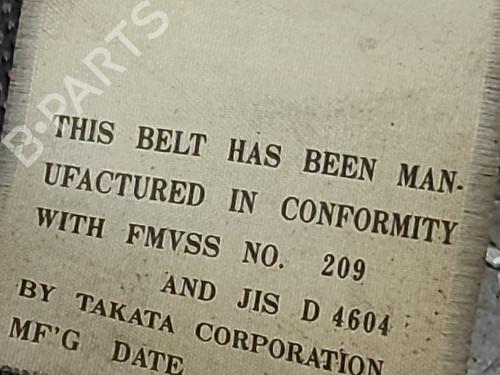 B-PARTS
THIS BELT HAS BEEN MAN-
UFACTURED IN CONFORMITY
WITH FMVSS NO. 209
AND JIS D 4604
BY TAKATA CORPORATION
MF'G DATE